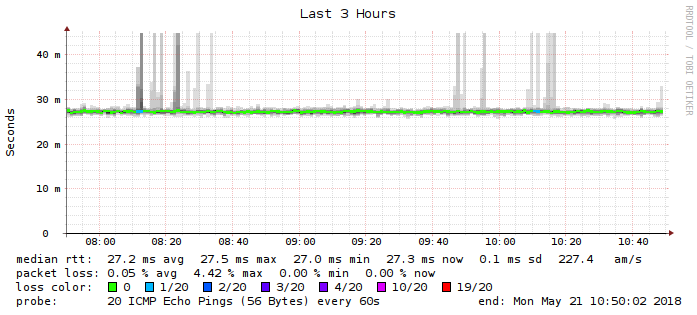 Last 3 Hours
RRDTOOL / TOBI OETIKER
Seconds
40 m
30 m
20 m
10 m
0
08:00 08:20 08:40 09:00 09:20 09:40 10:00 10:20 10:40
median rtt: 27.2 ms avg 27.5 ms max 27.0 ms min 27.3 ms now 0.1 ms sd 227.4 am/s
packet loss: 0.05 % avg 4.42 % max 0.00 % min 0.00 % now
loss color: 0 1/20 2/20 3/20 4/20 10/20 19/20
probe: 20 ICMP Echo Pings (56 Bytes) every 60s end: Mon May 21 10:50:02 2018